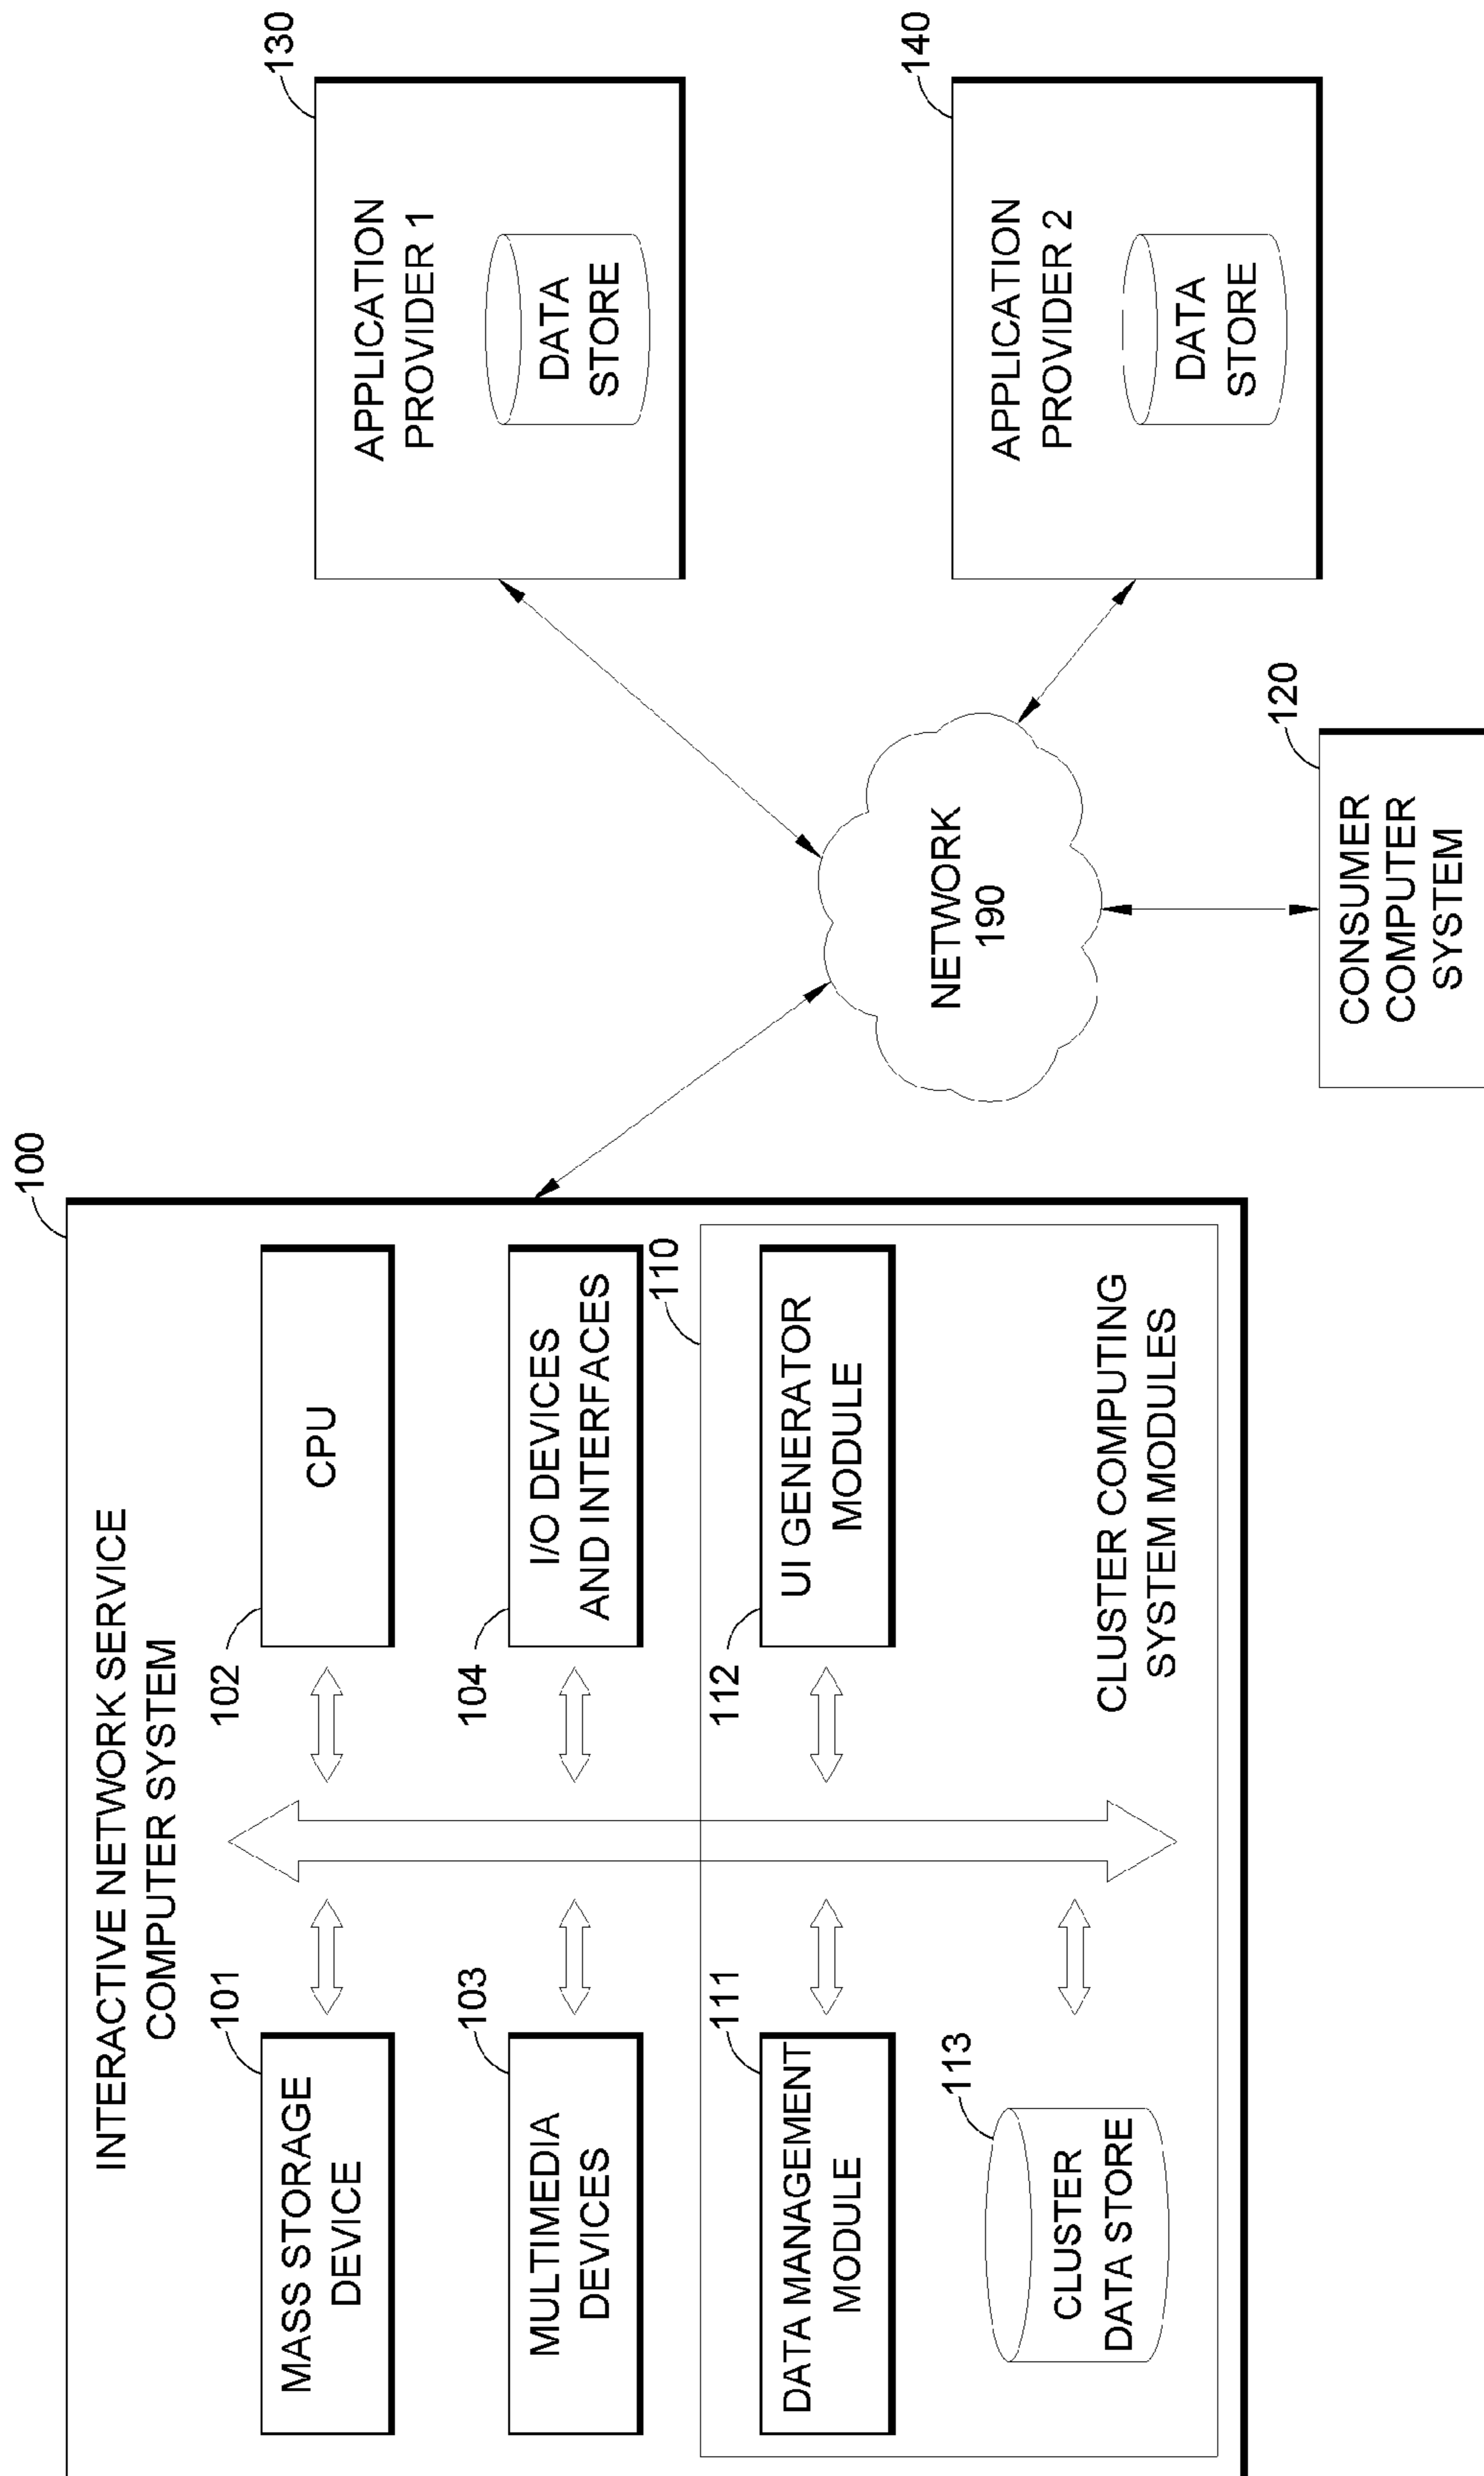 100
INTERACTIVE NETWORK SERVICE
COMPUTER SYSTEM
101
MASS STORAGE
DEVICE
102
CPU
103
MULTIMEDIA
DEVICES
104
I/O DEVICES
AND INTERFACES
110
111
DATA MANAGEMENT
MODULE
112
UI GENERATOR
MODULE
113
CLUSTER
DATA STORE
CLUSTER COMPUTING
SYSTEM MODULES
NETWORK
190
130
APPLICATION
PROVIDER 1
DATA
STORE
140
APPLICATION
PROVIDER 2
DATA
STORE
120
CONSUMER
COMPUTER
SYSTEM